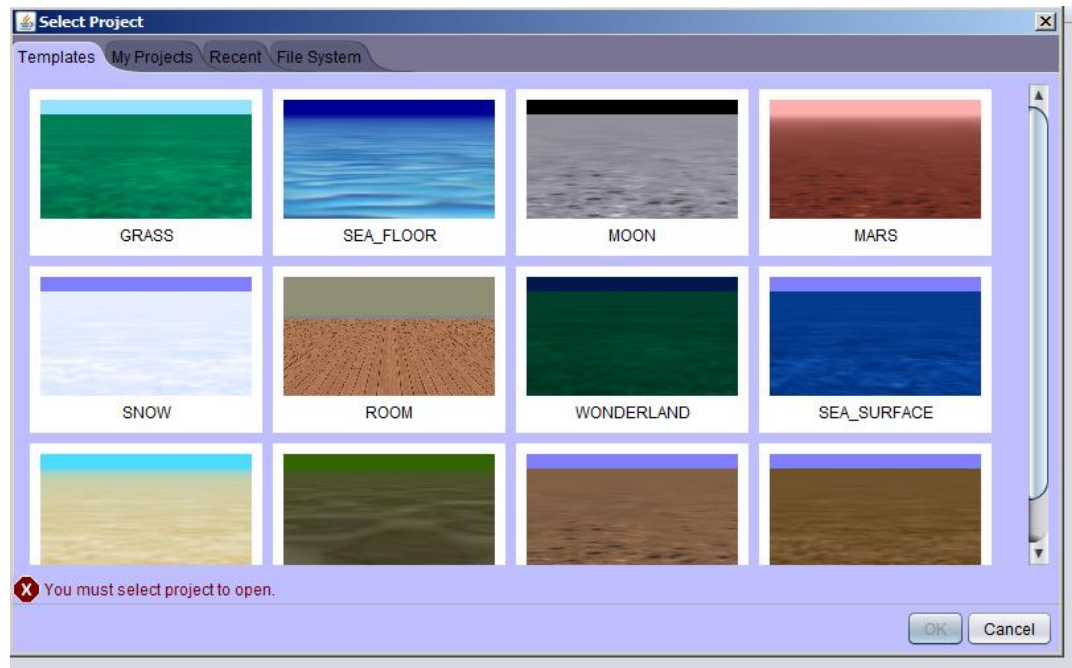 Select Project
Templates My Projects Recent File System
GRASS SEA_FLOOR MOON MARS
SNOW ROOM WONDERLAND SEA_SURFACE
X You must select project to open.
OK Cancel